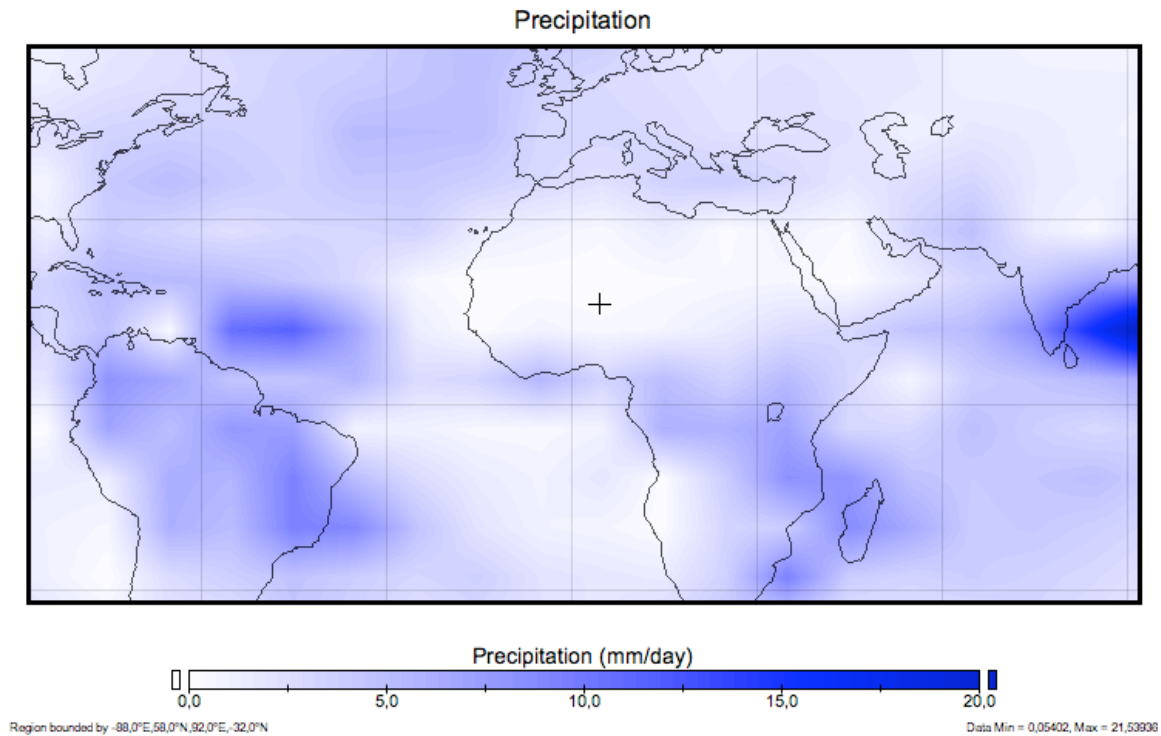 Precipitation
Precipitation (mm/day)
0,0 5,0 10,0 15,0 20,0
Region bounded by -88,0°E,58,0°N,92,0°E,-32,0°N
Data Min = 0,05402, Max = 21,53936